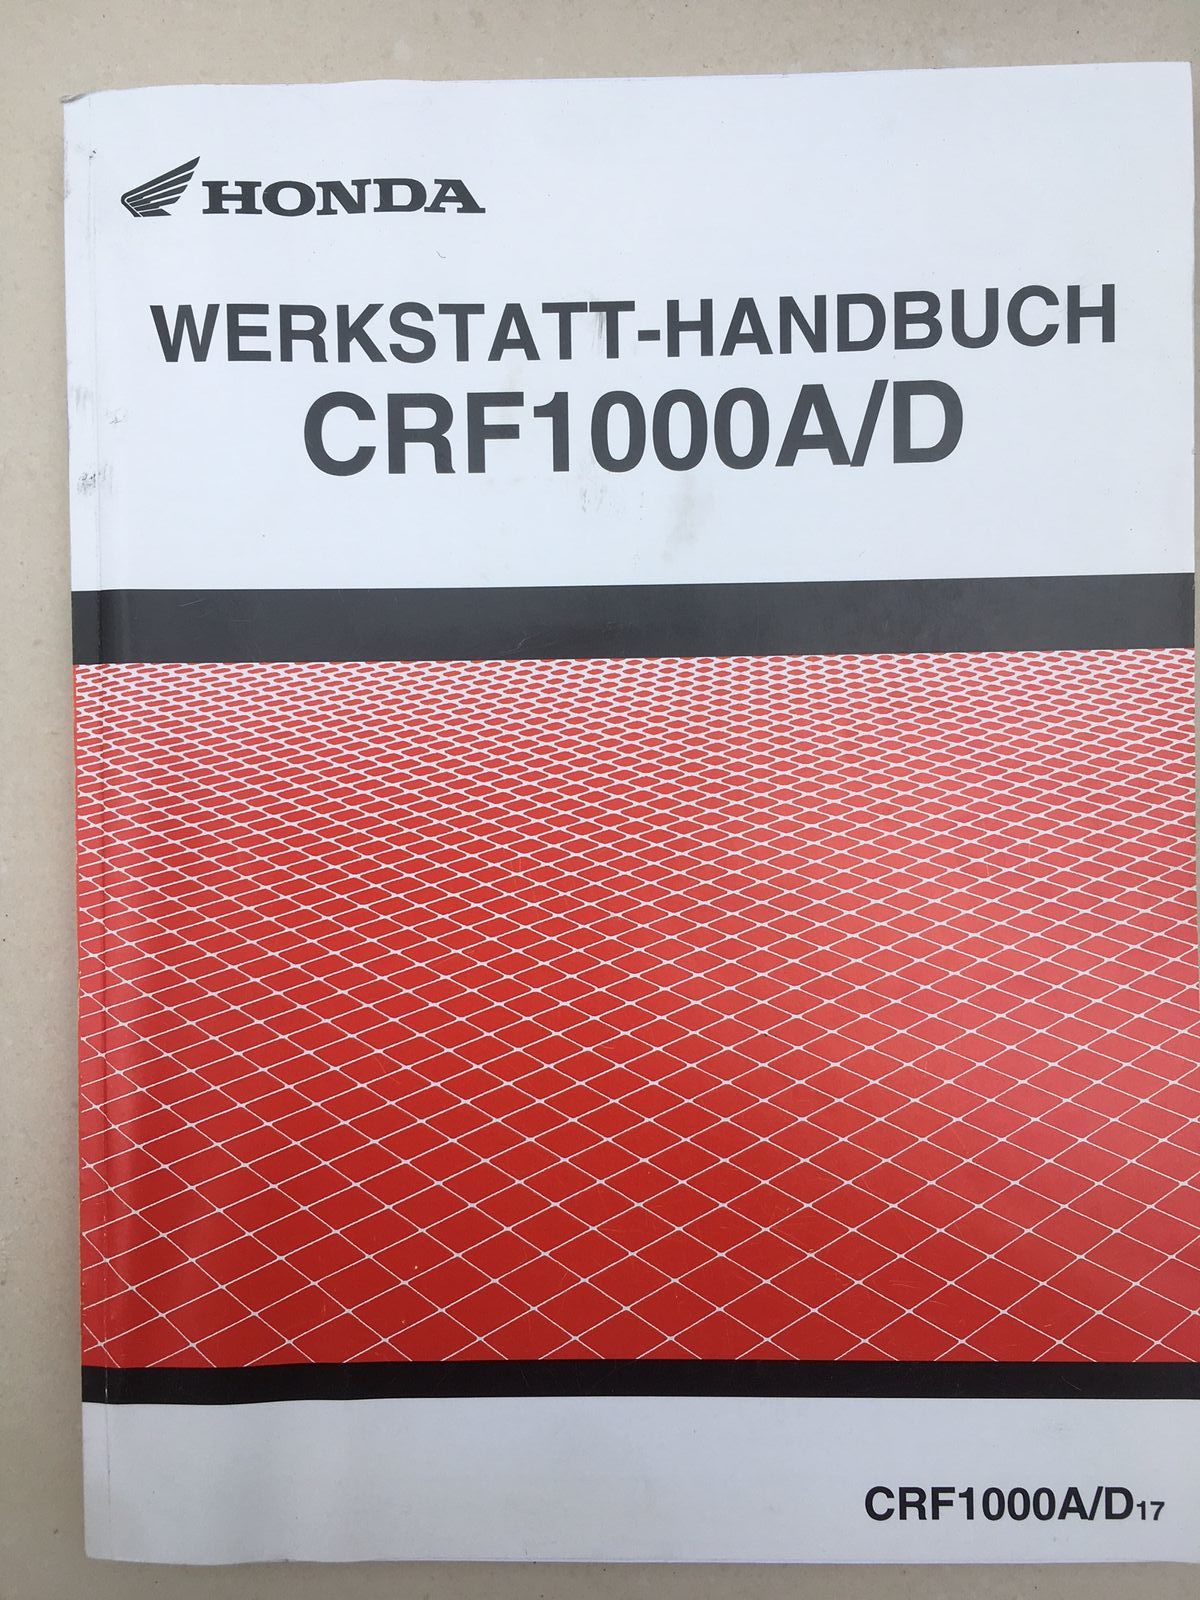 HONDA
WERKSTATT-HANDBUCH
CRF1000A/D
CRF1000A/D17